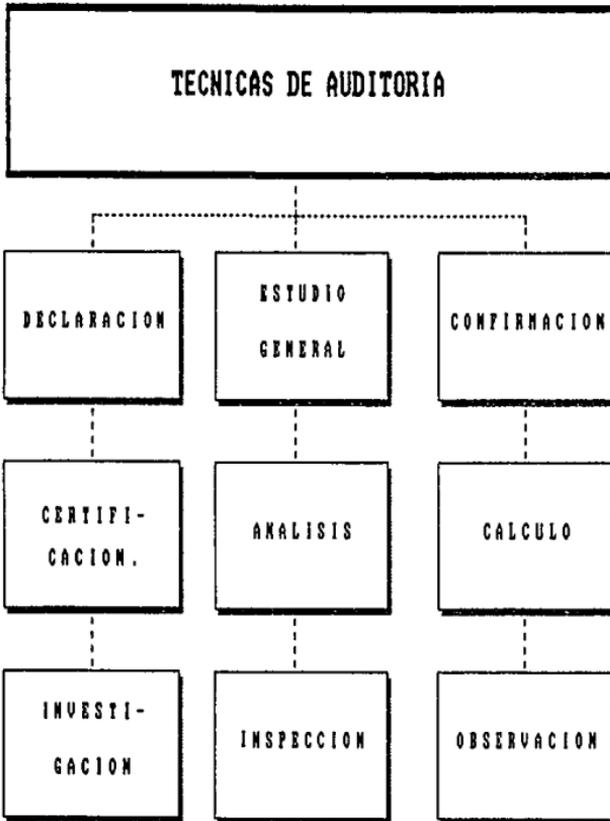 TECNICAS DE AUDITORIA
DECLARACION
ESTUDIO
GENERAL
CONFIRMACION
CERTIFI-
CACION.
ANALISIS
CALCULO
INVESTI-
GACION
INSPECCION
OBSERVACION